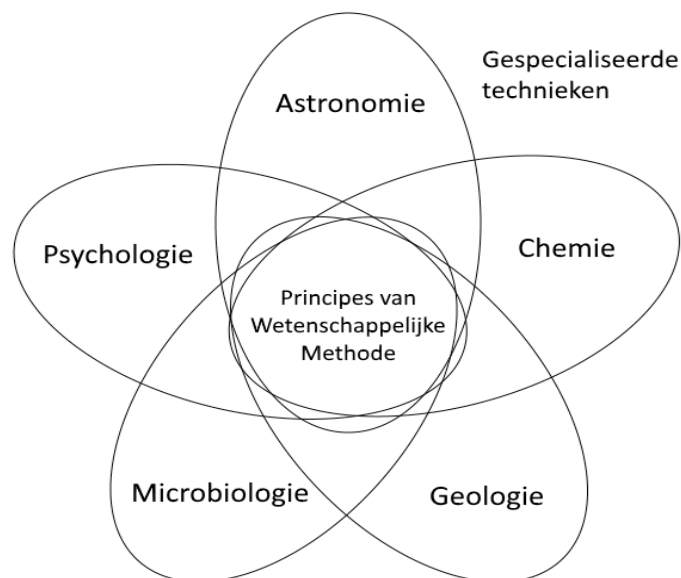 Gespecialiseerde
technieken
Astronomie
Psychologie
Chemie
Principes van
Wetenschappelijke
Methode
Microbiologie
Geologie